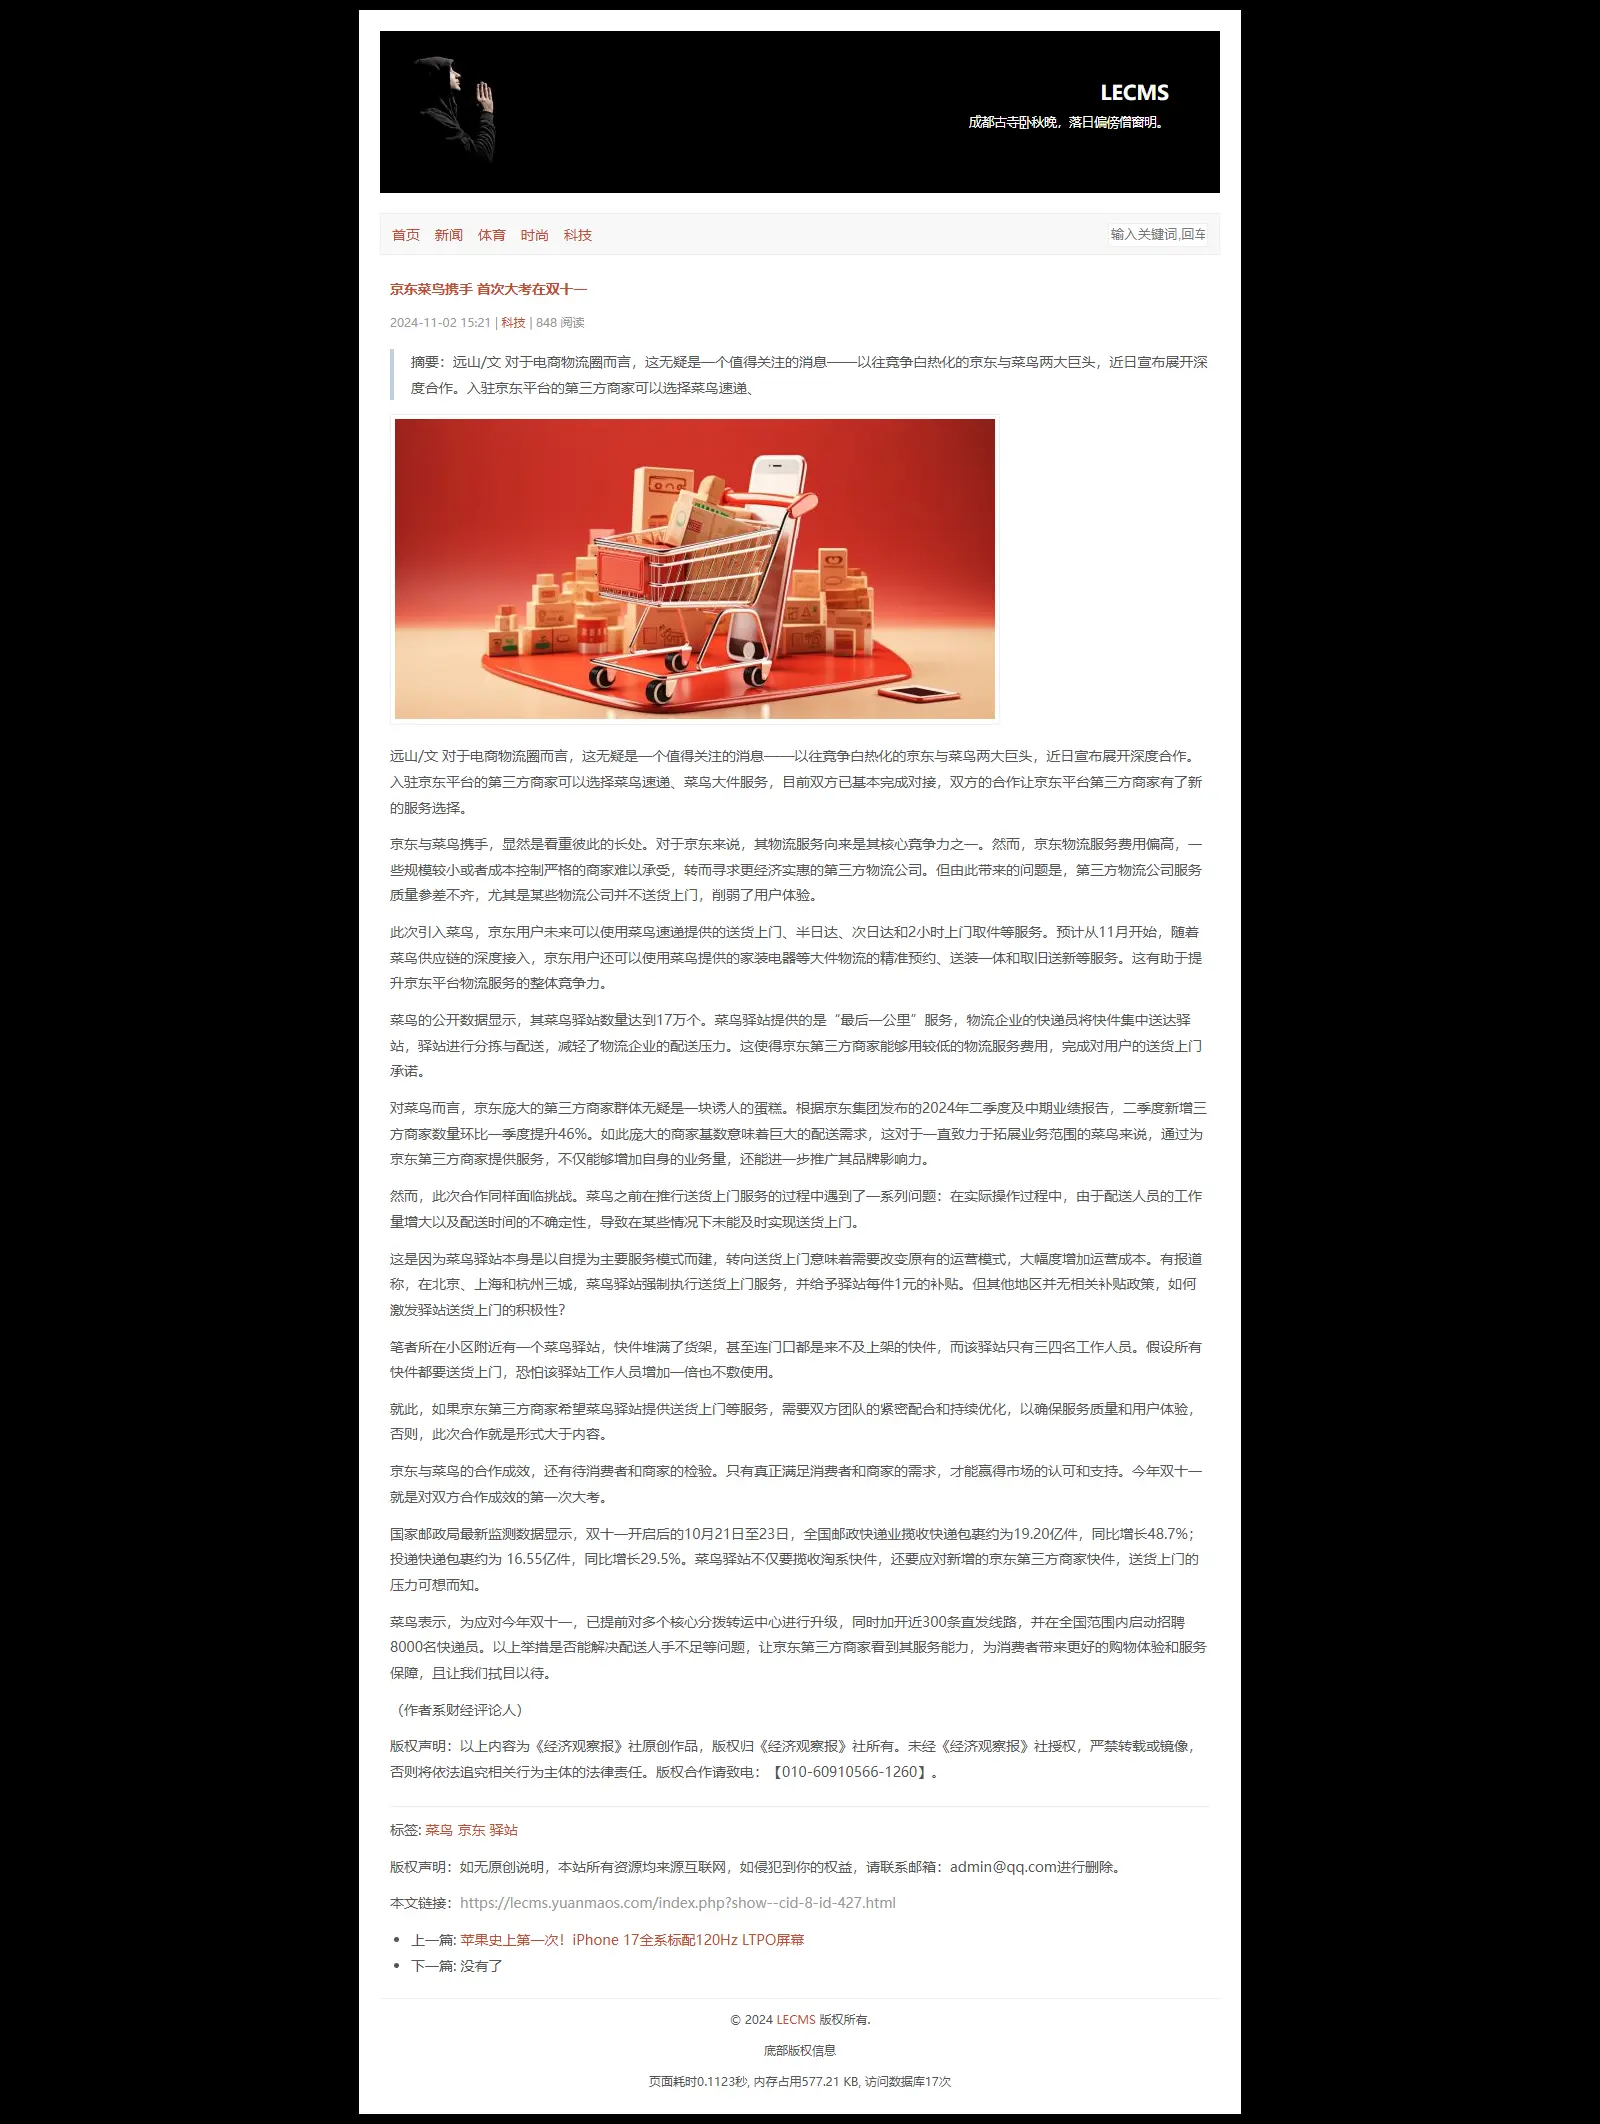 LECMS
成都古寺卧秋晚，落日偏傍僧窗明。
首页 新闻 体育 时尚 科技 输入关键词,回车
京东菜鸟携手 首次大考在双十一
2024-11-02 15:21 | 科技 | 848 阅读
摘要：远山/文 对于电商物流圈而言，这无疑是一个值得关注的消息——以往竞争白热化的京东与菜鸟两大巨头，近日宣布展开深
度合作。入驻京东平台的第三方商家可以选择菜鸟速递、
远山/文 对于电商物流圈而言，这无疑是一个值得关注的消息——以往竞争白热化的京东与菜鸟两大巨头，近日宣布展开深度合作。
入驻京东平台的第三方商家可以选择菜鸟速递、菜鸟大件服务，目前双方已基本完成对接，双方的合作让京东平台第三方商家有了新
的服务选择。
京东与菜鸟携手，显然是看重彼此的长处。对于京东来说，其物流服务向来是其核心竞争力之一。然而，京东物流服务费用偏高，一
些规模较小或者成本控制严格的商家难以承受，转而寻求更经济实惠的第三方物流公司。但由此带来的问题是，第三方物流公司服务
质量参差不齐，尤其是某些物流公司并不送货上门，削弱了用户体验。
此次引入菜鸟，京东用户未来可以使用菜鸟速递提供的送货上门、半日达、次日达和2小时上门取件等服务。预计从11月开始，随着
菜鸟供应链的深度接入，京东用户还可以使用菜鸟提供的家装电器等大件物流的精准预约、送装一体和取旧送新等服务。这有助于提
升京东平台物流服务的整体竞争力。
菜鸟的公开数据显示，其菜鸟驿站数量达到17万个。菜鸟驿站提供的是“最后一公里”服务，物流企业的快递员将快件集中送达驿
站，驿站进行分拣与配送，减轻了物流企业的配送压力。这使得京东第三方商家能够用较低的物流服务费用，完成对用户的送货上门
承诺。
对菜鸟而言，京东庞大的第三方商家群体无疑是一块诱人的蛋糕。根据京东集团发布的2024年二季度及中期业绩报告，二季度新增三
方商家数量环比一季度提升46%。如此庞大的商家基数意味着巨大的配送需求，这对于一直致力于拓展业务范围的菜鸟来说，通过为
京东第三方商家提供服务，不仅能够增加自身的业务量，还能进一步推广其品牌影响力。
然而，此次合作同样面临挑战。菜鸟之前在推行送货上门服务的过程中遇到了一系列问题：在实际操作过程中，由于配送人员的工作
量增大以及配送时间的不确定性，导致在某些情况下未能及时实现送货上门。
这是因为菜鸟驿站本身是以自提为主要服务模式而建，转向送货上门意味着需要改变原有的运营模式，大幅度增加运营成本。有报道
称，在北京、上海和杭州三城，菜鸟驿站强制执行送货上门服务，并给予驿站每件1元的补贴。但其他地区并无相关补贴政策，如何
激发驿站送货上门的积极性？
笔者所在小区附近有一个菜鸟驿站，快件堆满了货架，甚至连门口都是来不及上架的快件，而该驿站只有三四名工作人员。假设所有
快件都要送货上门，恐怕该驿站工作人员增加一倍也不敷使用。
就此，如果京东第三方商家希望菜鸟驿站提供送货上门等服务，需要双方团队的紧密配合和持续优化，以确保服务质量和用户体验，
否则，此次合作就是形式大于内容。
京东与菜鸟的合作成效，还有待消费者和商家的检验。只有真正满足消费者和商家的需求，才能赢得市场的认可和支持。今年双十一
就是对双方合作成效的第一次大考。
国家邮政局最新监测数据显示，双十一开启后的10月21日至23日，全国邮政快递业揽收快递包裹约为19.20亿件，同比增长48.7%；
投递快递包裹约为 16.55亿件，同比增长29.5%。菜鸟驿站不仅要揽收淘系快件，还要应对新增的京东第三方商家快件，送货上门的
压力可想而知。
菜鸟表示，为应对今年双十一，已提前对多个核心分拨转运中心进行升级，同时加开近300条直发线路，并在全国范围内启动招聘
8000名快递员。以上举措是否能解决配送人手不足等问题，让京东第三方商家看到其服务能力，为消费者带来更好的购物体验和服务
保障，且让我们拭目以待。
（作者系财经评论人）
版权声明：以上内容为《经济观察报》社原创作品，版权归《经济观察报》社所有。未经《经济观察报》社授权，严禁转载或镜像，
否则将依法追究相关行为主体的法律责任。版权合作请致电：【010-60910566-1260】。
标签: 菜鸟 京东 驿站
版权声明：如无原创说明，本站所有资源均来源互联网，如侵犯到你的权益，请联系邮箱：admin@qq.com进行删除。
本文链接：https://lecms.yuanmaos.com/index.php?show--cid-8-id-427.html
上一篇: 苹果史上第一次！iPhone 17全系标配120Hz LTPO屏幕
下一篇: 没有了
© 2024 LECMS 版权所有.
底部版权信息
页面耗时0.1123秒, 内存占用577.21 KB, 访问数据库17次